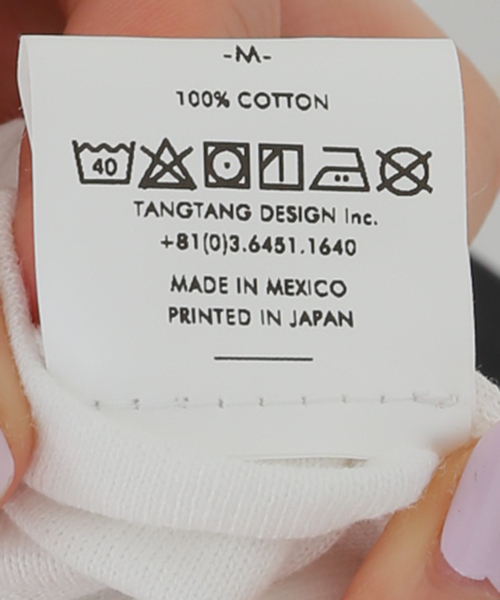 -M-
100% COTTON
40
TANGTANG DESIGN Inc.
+81(0)3.6451.1640
MADE IN MEXICO
PRINTED IN JAPAN